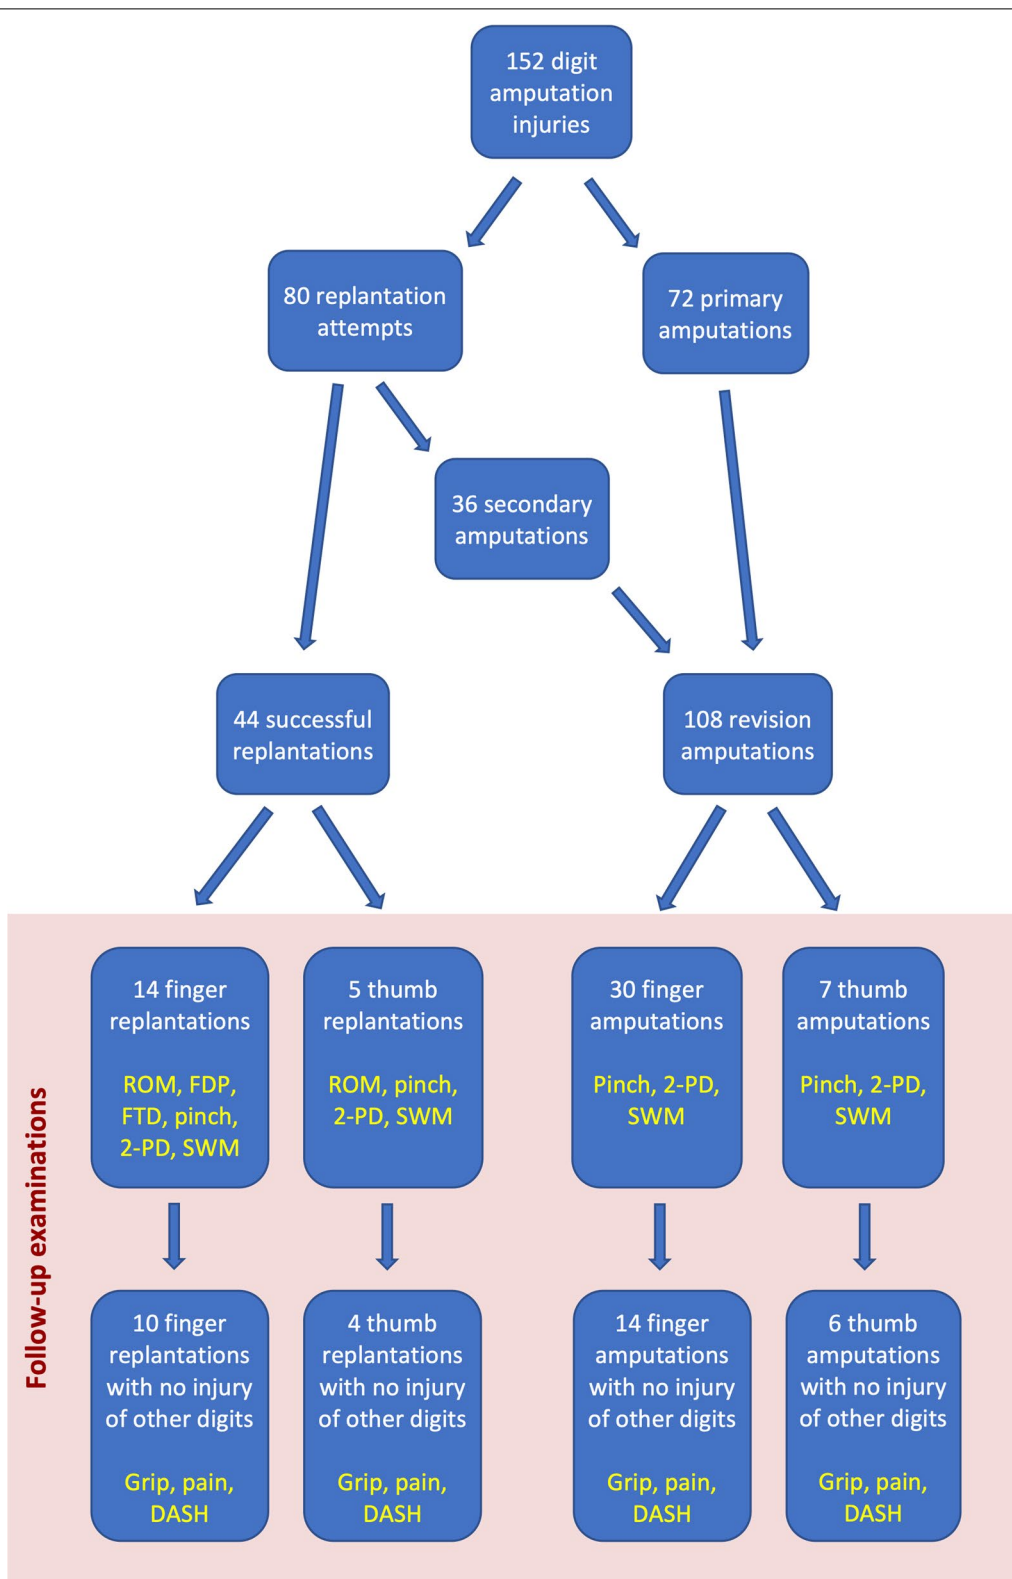 152 digit
amputation
injuries
80 replantation
attempts
72 primary
amputations
36 secondary
amputations
44 successful
replantations
108 revision
amputations
Follow-up examinations
14 finger
replantations
ROM, FDP,
FTD, pinch,
2-PD, SWM
5 thumb
replantations
ROM, pinch,
2-PD, SWM
30 finger
amputations
Pinch, 2-PD,
SWM
7 thumb
amputations
Pinch, 2-PD,
SWM
10 finger
replantations
with no injury
of other digits
Grip, pain,
DASH
4 thumb
replantations
with no injury
of other digits
Grip, pain,
DASH
14 finger
amputations
with no injury
of other digits
Grip, pain,
DASH
6 thumb
amputations
with no injury
of other digits
Grip, pain,
DASH